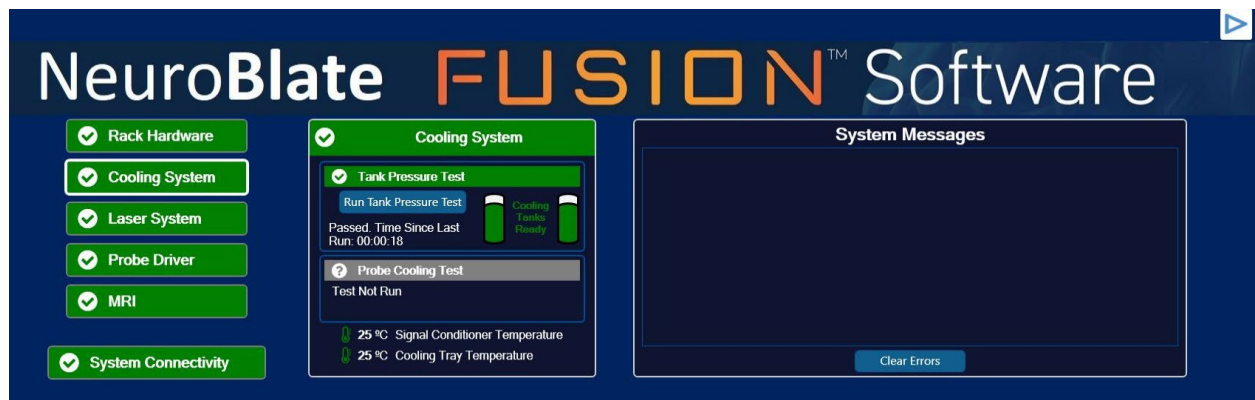 NeuroBlate FUSION™ Software
Rack Hardware
Cooling System
Laser System
Probe Driver
MRI
System Connectivity
Cooling System
Tank Pressure Test
Run Tank Pressure Test
Passed. Time Since Last
Run: 00:00:18
Cooling
Tanks
Ready
Probe Cooling Test
Test Not Run
25 ºC Signal Conditioner Temperature
25 ºC Cooling Tray Temperature
System Messages
Clear Errors